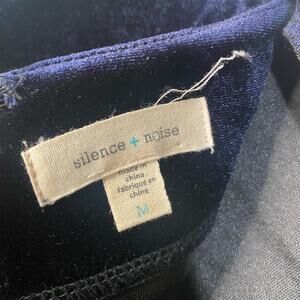 silence + noise
made in
china
fabriqué en
chine
M